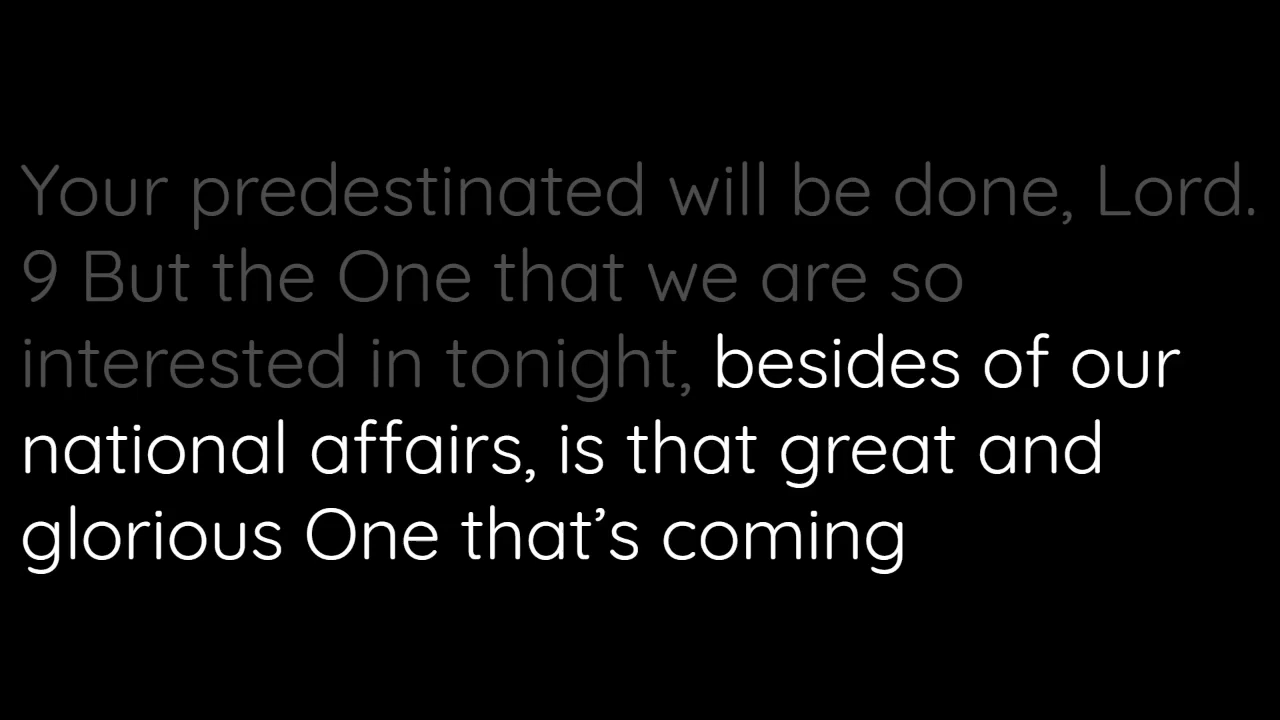 Your predestinated will be done, Lord.
9 But the One that we are so
interested in tonight, besides of our
national affairs, is that great and
glorious One that’s coming